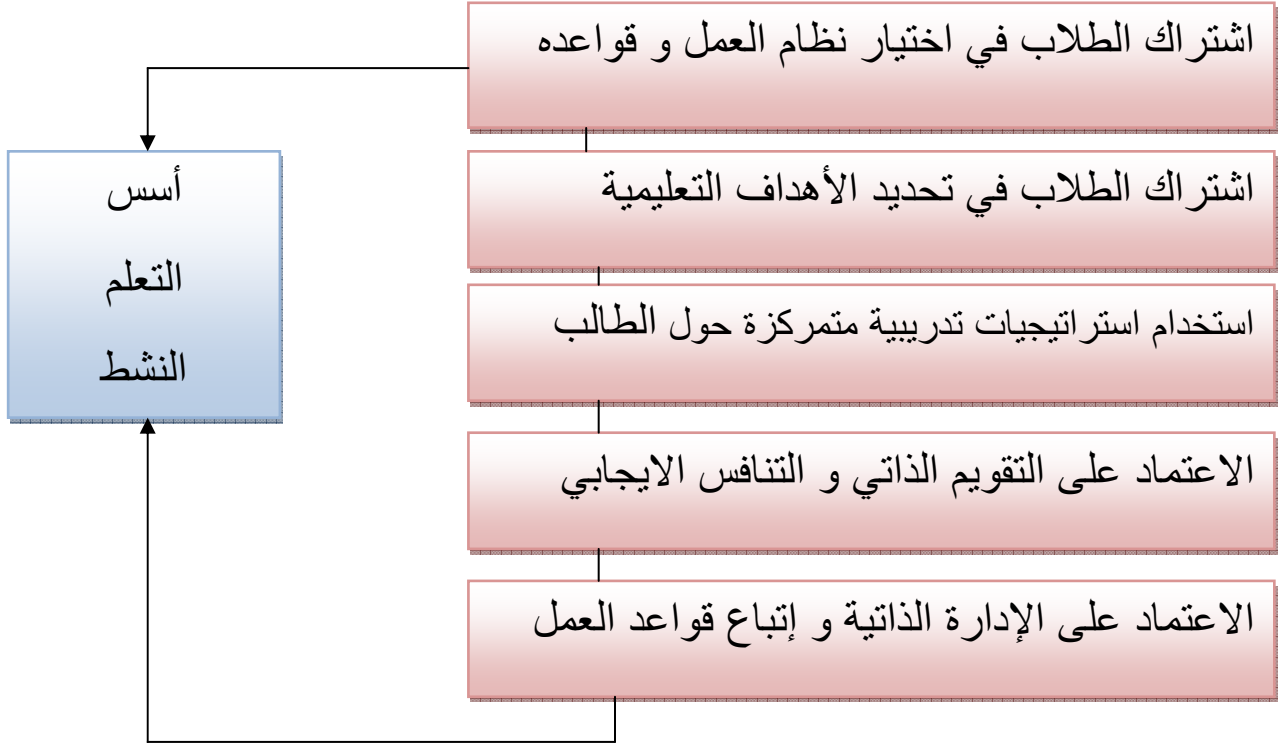 اشتراك الطلاب في اختيار نظام العمل و قواعده
اشتراك الطلاب في تحديد الأهداف التعليمية
استخدام استراتيجيات تدريبية متمركزة حول الطالب
الاعتماد على التقويم الذاتي و التنافس الايجابي
الاعتماد على الإدارة الذاتية و إتباع قواعد العمل
أسس
التعلم
النشط